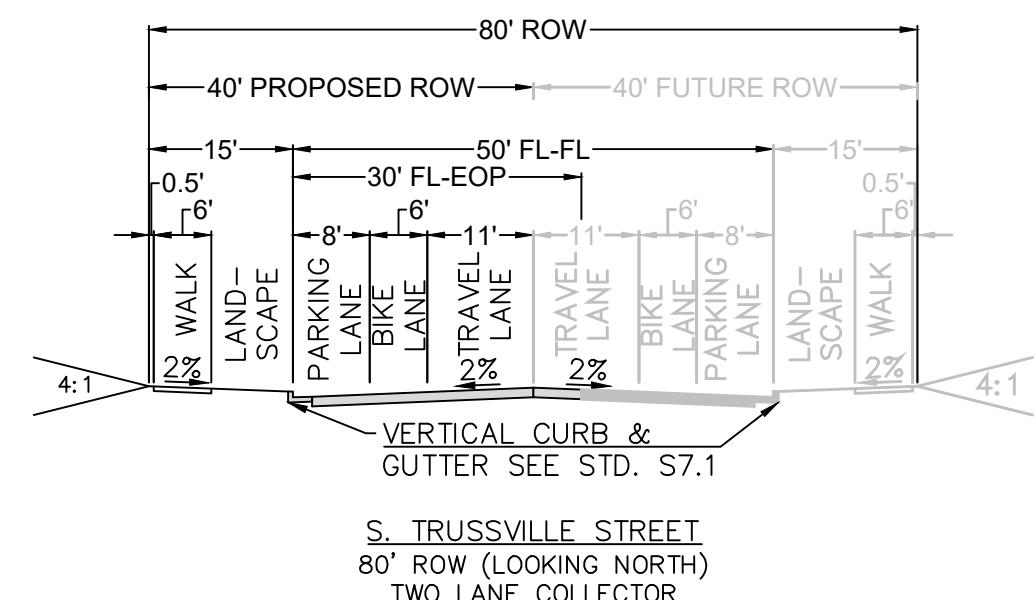 80' ROW
40' PROPOSED ROW 40' FUTURE ROW
15' 50' FL-FL 15'
30' FL-EOP
0.5' 0.5'
6' 6' 6' 6'
8' 11' 11' 8'
WALK
LAND-
SCAPE
PARKING
LANE
BIKE
LANE
TRAVEL
LANE
TRAVEL
LANE
BIKE
LANE
PARKING
LANE
LAND-
SCAPE
WALK
2% 2% 2% 2%
4:1 4:1
VERTICAL CURB &
GUTTER SEE STD. S7.1
S. TRUSSVILLE STREET
80' ROW (LOOKING NORTH)
TWO LANE COLLECTOR